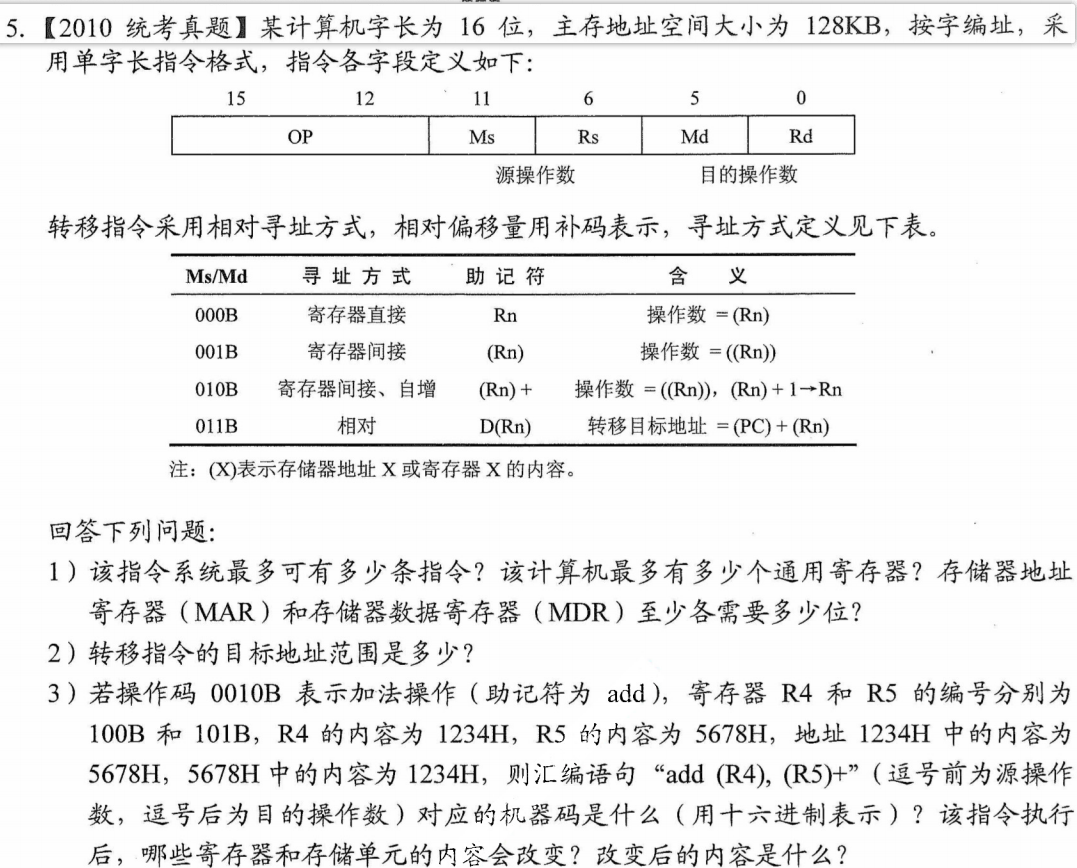 5. 【2010 统考真题】某计算机字长为 16 位，主存地址空间大小为 128KB，按字编址，采
用单字长指令格式，指令各字段定义如下：
15 12 11 6 5 0
OP Ms Rs Md Rd
源操作数 目的操作数
转移指令采用相对寻址方式，相对偏移量用补码表示，寻址方式定义见下表。
Ms/Md 寻址方式 助记符 含义
000B 寄存器直接 Rn 操作数 = (Rn)
001B 寄存器间接 (Rn) 操作数 = ((Rn))
010B 寄存器间接、自增 (Rn) + 操作数 = ((Rn))，(Rn) + 1→Rn
011B 相对 D(Rn) 转移目标地址 = (PC) + (Rn)
注：(X)表示存储器地址 X 或寄存器 X 的内容。
回答下列问题：
1）该指令系统最多可有多少条指令？该计算机最多有多少个通用寄存器？存储器地址
寄存器（MAR）和存储器数据寄存器（MDR）至少各需要多少位？
2）转移指令的目标地址范围是多少？
3）若操作码 0010B 表示加法操作（助记符为 add），寄存器 R4 和 R5 的编号分别为
100B 和 101B，R4 的内容为 1234H，R5 的内容为 5678H，地址 1234H 中的内容为
5678H，5678H 中的内容为 1234H，则汇编语句“add (R4), (R5)+”（逗号前为源操作
数，逗号后为目的操作数）对应的机器码是什么（用十六进制表示）？该指令执行
后，哪些寄存器和存储单元的内容会改变？改变后的内容是什么？